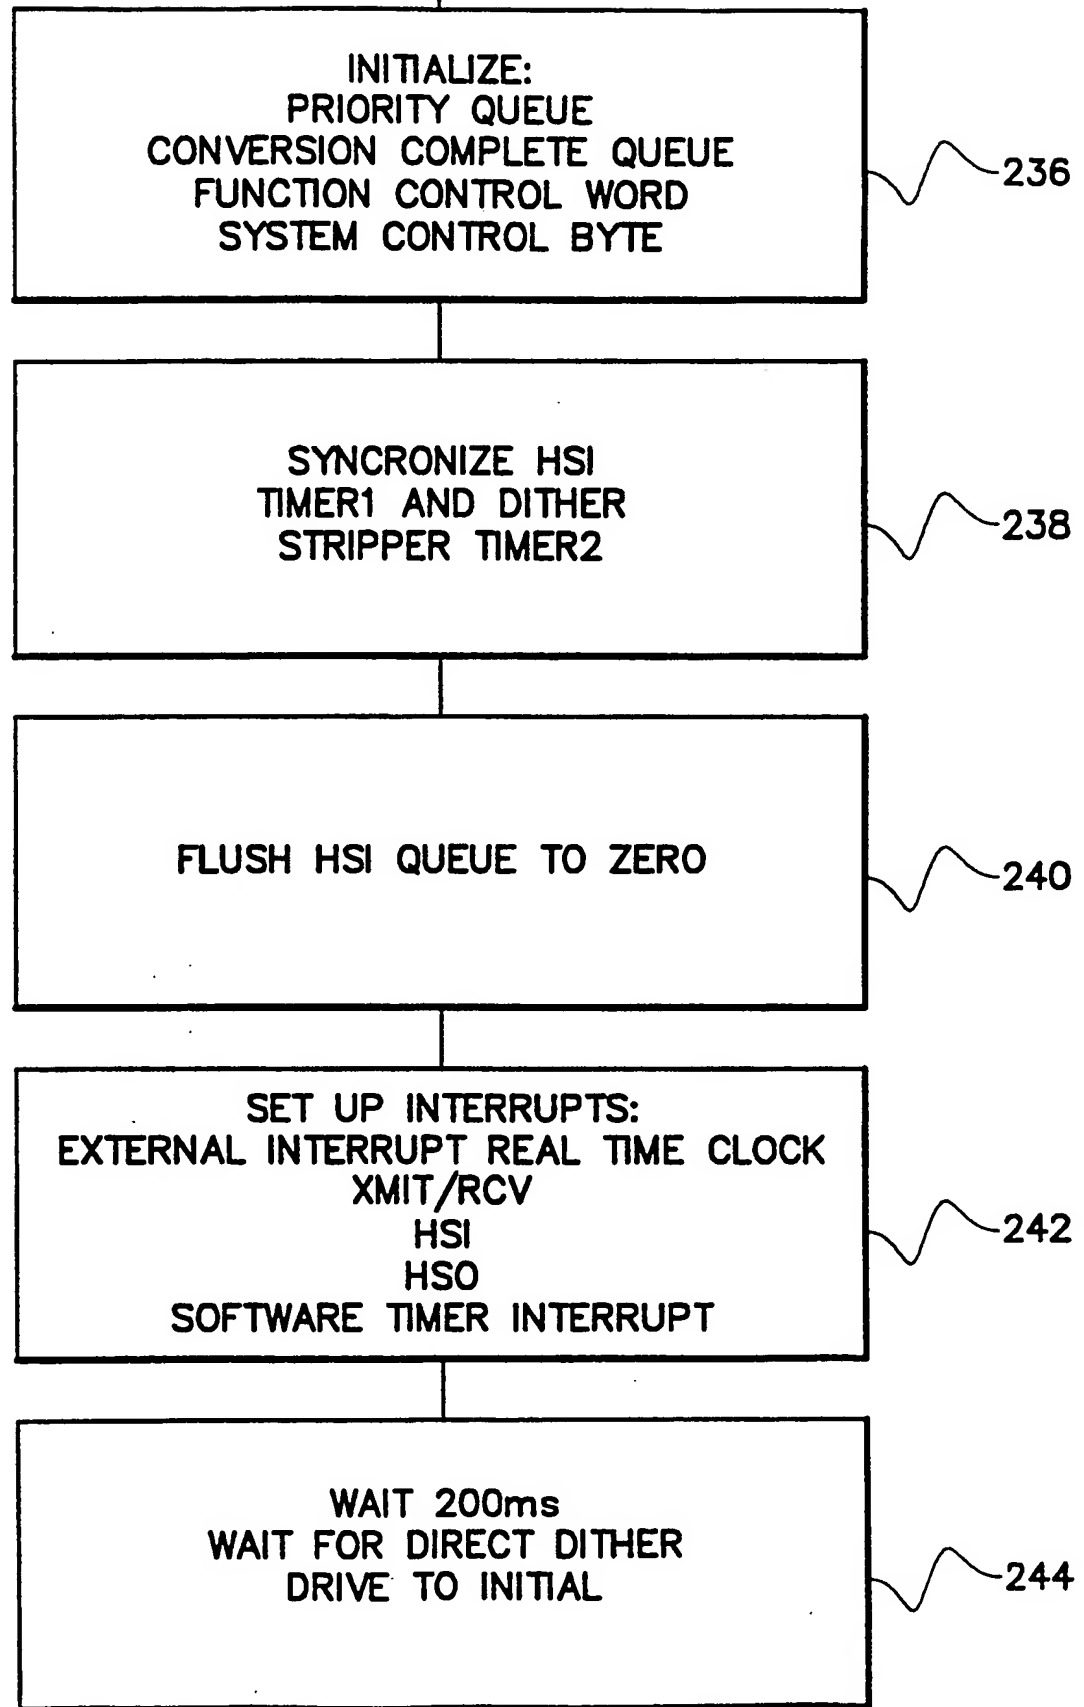 INITIALIZE:
PRIORITY QUEUE
CONVERSION COMPLETE QUEUE
FUNCTION CONTROL WORD
SYSTEM CONTROL BYTE
236
SYNCRONIZE HSI
TIMER1 AND DITHER
STRIPPER TIMER2
238
FLUSH HSI QUEUE TO ZERO
240
SET UP INTERRUPTS:
EXTERNAL INTERRUPT REAL TIME CLOCK
XMIT/RCV
HSI
HSO
SOFTWARE TIMER INTERRUPT
242
WAIT 200ms
WAIT FOR DIRECT DITHER
DRIVE TO INITIAL
244